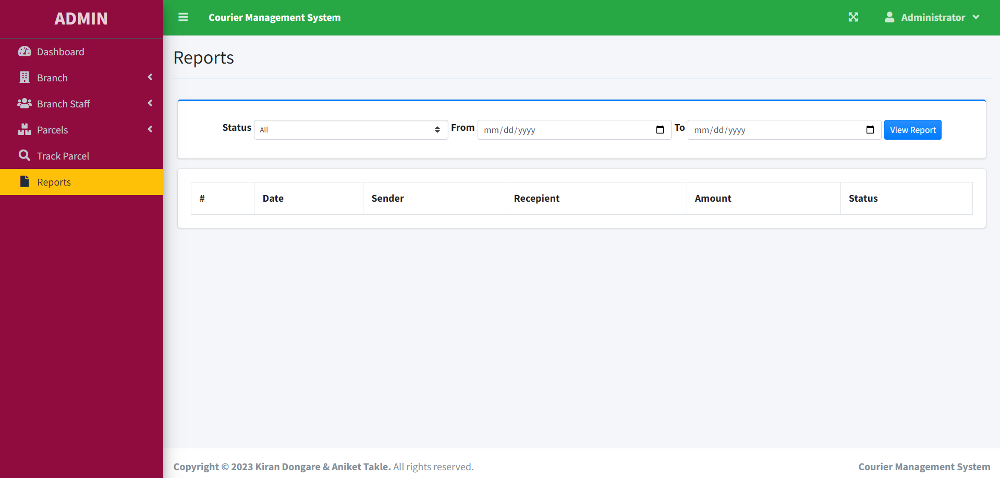 ADMIN
Courier Management System
Administrator
Dashboard
Branch
Branch Staff
Parcels
Track Parcel
Reports
Reports
Status All From mm/dd/yyyy To mm/dd/yyyy View Report
# Date Sender Recepient Amount Status
Copyright © 2023 Kiran Dongare & Aniket Takle. All rights reserved.
Courier Management System